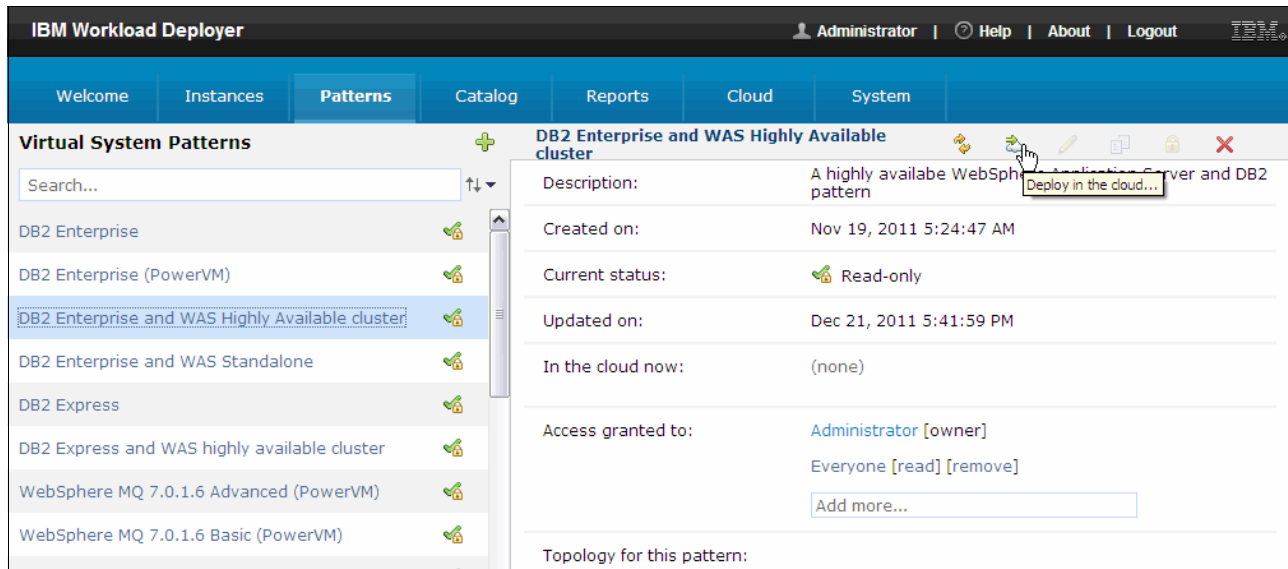 IBM Workload Deployer
Administrator | Help | About | Logout IBM®
Welcome Instances Patterns Catalog Reports Cloud System
Virtual System Patterns
Search...
DB2 Enterprise
DB2 Enterprise (PowerVM)
DB2 Enterprise and WAS Highly Available cluster
DB2 Enterprise and WAS Standalone
DB2 Express
DB2 Express and WAS highly available cluster
WebSphere MQ 7.0.1.6 Advanced (PowerVM)
WebSphere MQ 7.0.1.6 Basic (PowerVM)
DB2 Enterprise and WAS Highly Available
cluster
Deploy in the cloud...
Description:
A highly availabe WebSphere Application Server and DB2
pattern
Created on: Nov 19, 2011 5:24:47 AM
Current status: Read-only
Updated on: Dec 21, 2011 5:41:59 PM
In the cloud now: (none)
Access granted to: Administrator [owner]
Everyone [read] [remove]
Add more...
Topology for this pattern: